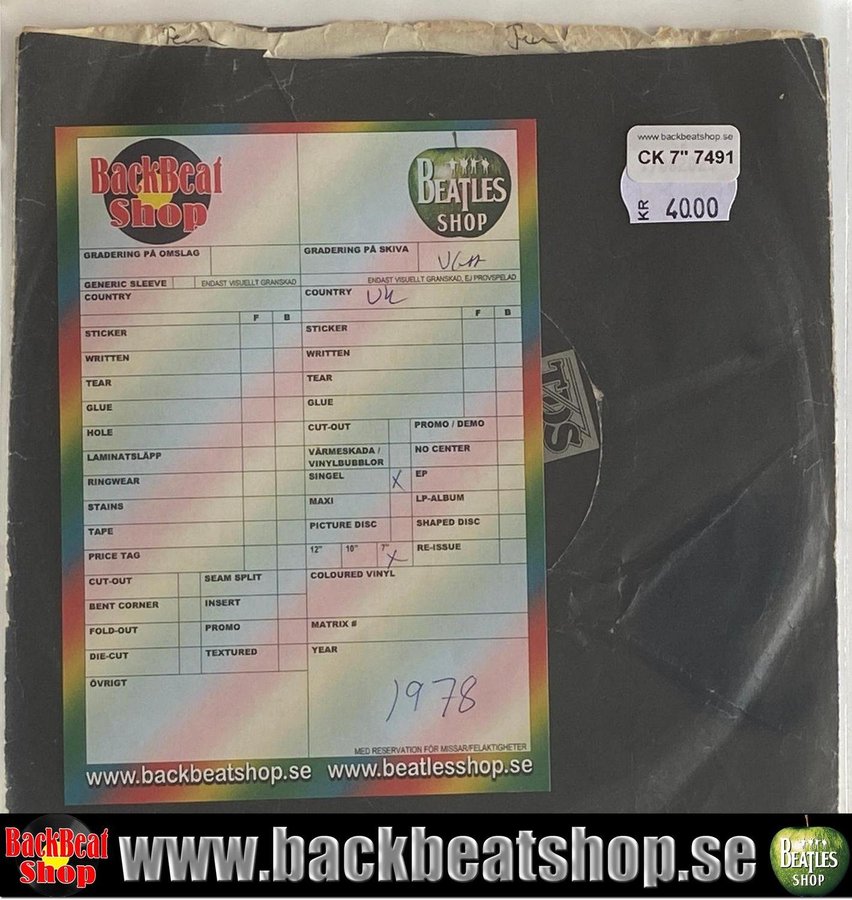 www.backbeatshop.se
CK 7" 7491
KR 40.00
BackBeat
Shop
BEATLES
SHOP
GRADERING PÅ OMSLAG
GRADERING PÅ SKIVA
VG+
GENERIC SLEEVE
ENDAST VISUELLT GRANSKAD
ENDAST VISUELLT GRANSKAD, EJ PROVSPELAD
COUNTRY
COUNTRY UK
F B
F B
STICKER
STICKER
WRITTEN
WRITTEN
TEAR
TEAR
GLUE
GLUE
HOLE
CUT-OUT
PROMO / DEMO
LAMINATSLÄPP
VÄRMESKADA /
VINYLBUBBLOR
NO CENTER
RINGWEAR
SINGEL X
EP
STAINS
MAXI
LP-ALBUM
TAPE
PICTURE DISC
SHAPED DISC
PRICE TAG
12" 10" 7" X
RE-ISSUE
CUT-OUT
SEAM SPLIT
COLOURED VINYL
BENT CORNER
INSERT
FOLD-OUT
PROMO
MATRIX #
DIE-CUT
TEXTURED
YEAR
ÖVRIGT
1978
MED RESERVATION FÖR MISSAR/FELAKTIGHETER
www.backbeatshop.se www.beatlesshop.se
BackBeat
Shop
www.backbeatshop.se
BEATLES
SHOP